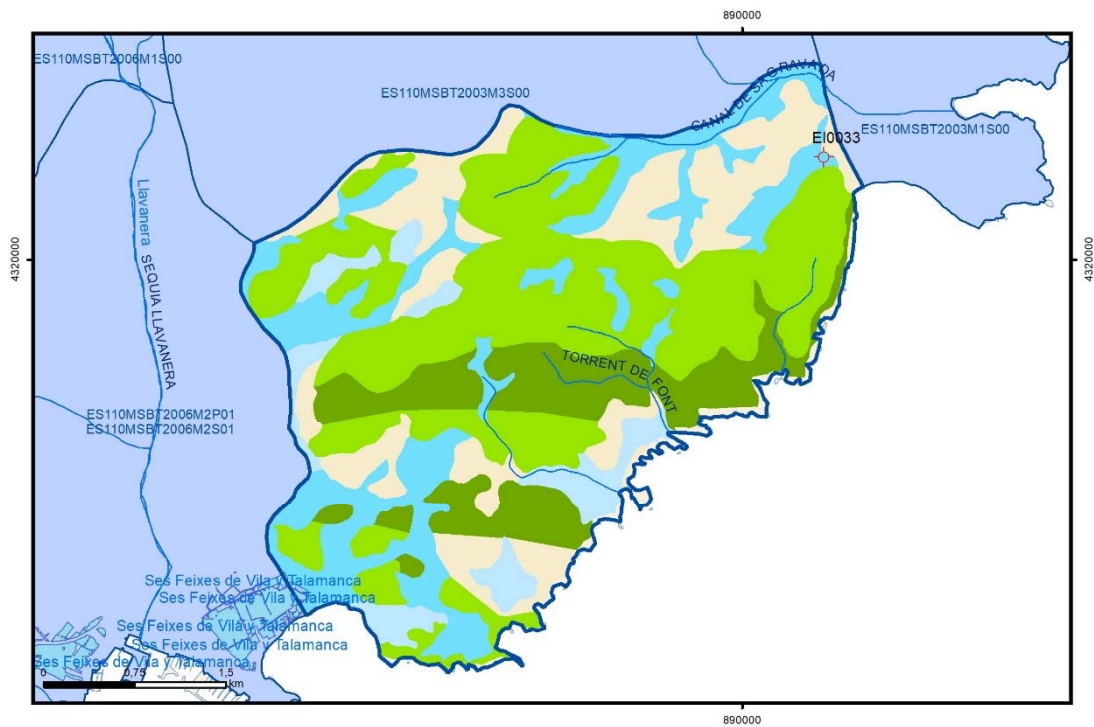 890000
ES110MSBT2006M1S00
ES110MSBT2003M3S00
CANAL DE SAG RAVADA
EI0033
ES110MSBT2003M1S00
4320000
4320000
Llavanera
SEQUIA LLAVANERA
TORRENT DE FONT
ES110MSBT2006M2P01
ES110MSBT2006M2S01
Ses Feixes de Vila y Talamanca
Ses Feixes de Vila y Talamanca
Ses Feixes de Vila y Talamanca
Ses Feixes de Vila y Talamanca
Ses Feixes de Vila y Talamanca
0 0,75 1,5
km
890000